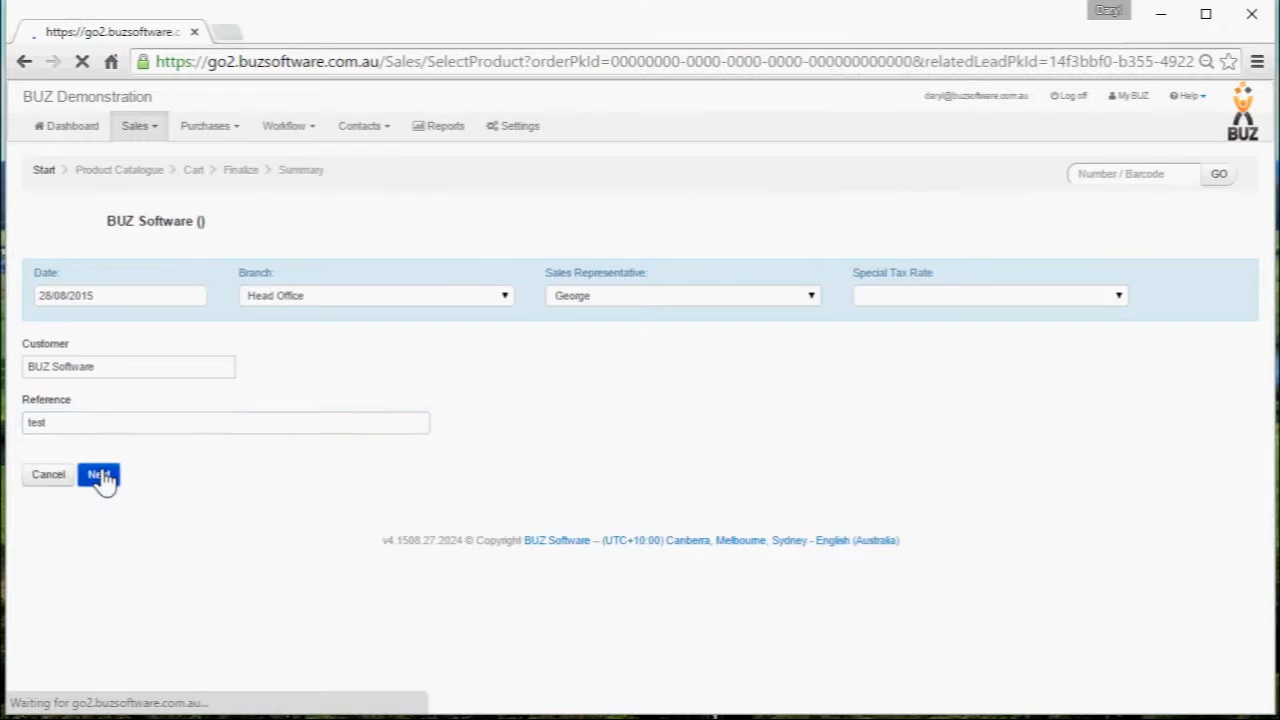 Daryl
https://go2.buzsoftware.c
https://go2.buzsoftware.com.au/Sales/SelectProduct?orderPkId=00000000-0000-0000-0000-000000000000&relatedLeadPkId=14f3bbf0-b355-4922
BUZ Demonstration
daryl@buzsoftware.com.au Log off My BUZ Help
BUZ
Dashboard Sales Purchases Workflow Contacts Reports Settings
Start > Product Catalogue > Cart > Finalize > Summary
Number / Barcode GO
BUZ Software ()
Date: Branch: Sales Representative: Special Tax Rate
28/08/2015 Head Office George
Customer
BUZ Software
Reference
test
Cancel
v4.1508.27.2024 © Copyright BUZ Software -- (UTC+10:00) Canberra, Melbourne, Sydney - English (Australia)
Waiting for go2.buzsoftware.com.au...